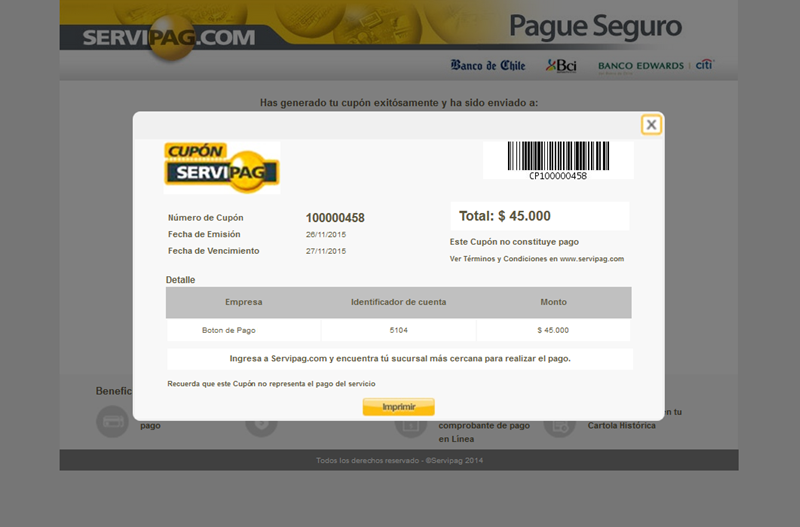 SERVIPAG.COM
Pague Seguro
Banco de Chile
Bci
BANCO EDWARDS | citi
Has generado tu cupón exitósamente y ha sido enviado a:
X
CUPÓN
SERVIPAG
CP100000458
Número de Cupón 100000458
Total: $ 45.000
Fecha de Emisión 26/11/2015
Este Cupón no constituye pago
Fecha de Vencimiento 27/11/2015
Ver Términos y Condiciones en www.servipag.com
Detalle
Empresa Identificador de cuenta Monto
Boton de Pago 5104 $ 45.000
Ingresa a Servipag.com y encuentra tú sucursal más cercana para realizar el pago.
Recuerda que este Cupón no representa el pago del servicio
Benefic
Imprimir
en tu
pago
comprobante de pago
Cartola Histórica
en Línea
Todos los derechos reservado - ®Servipag 2014